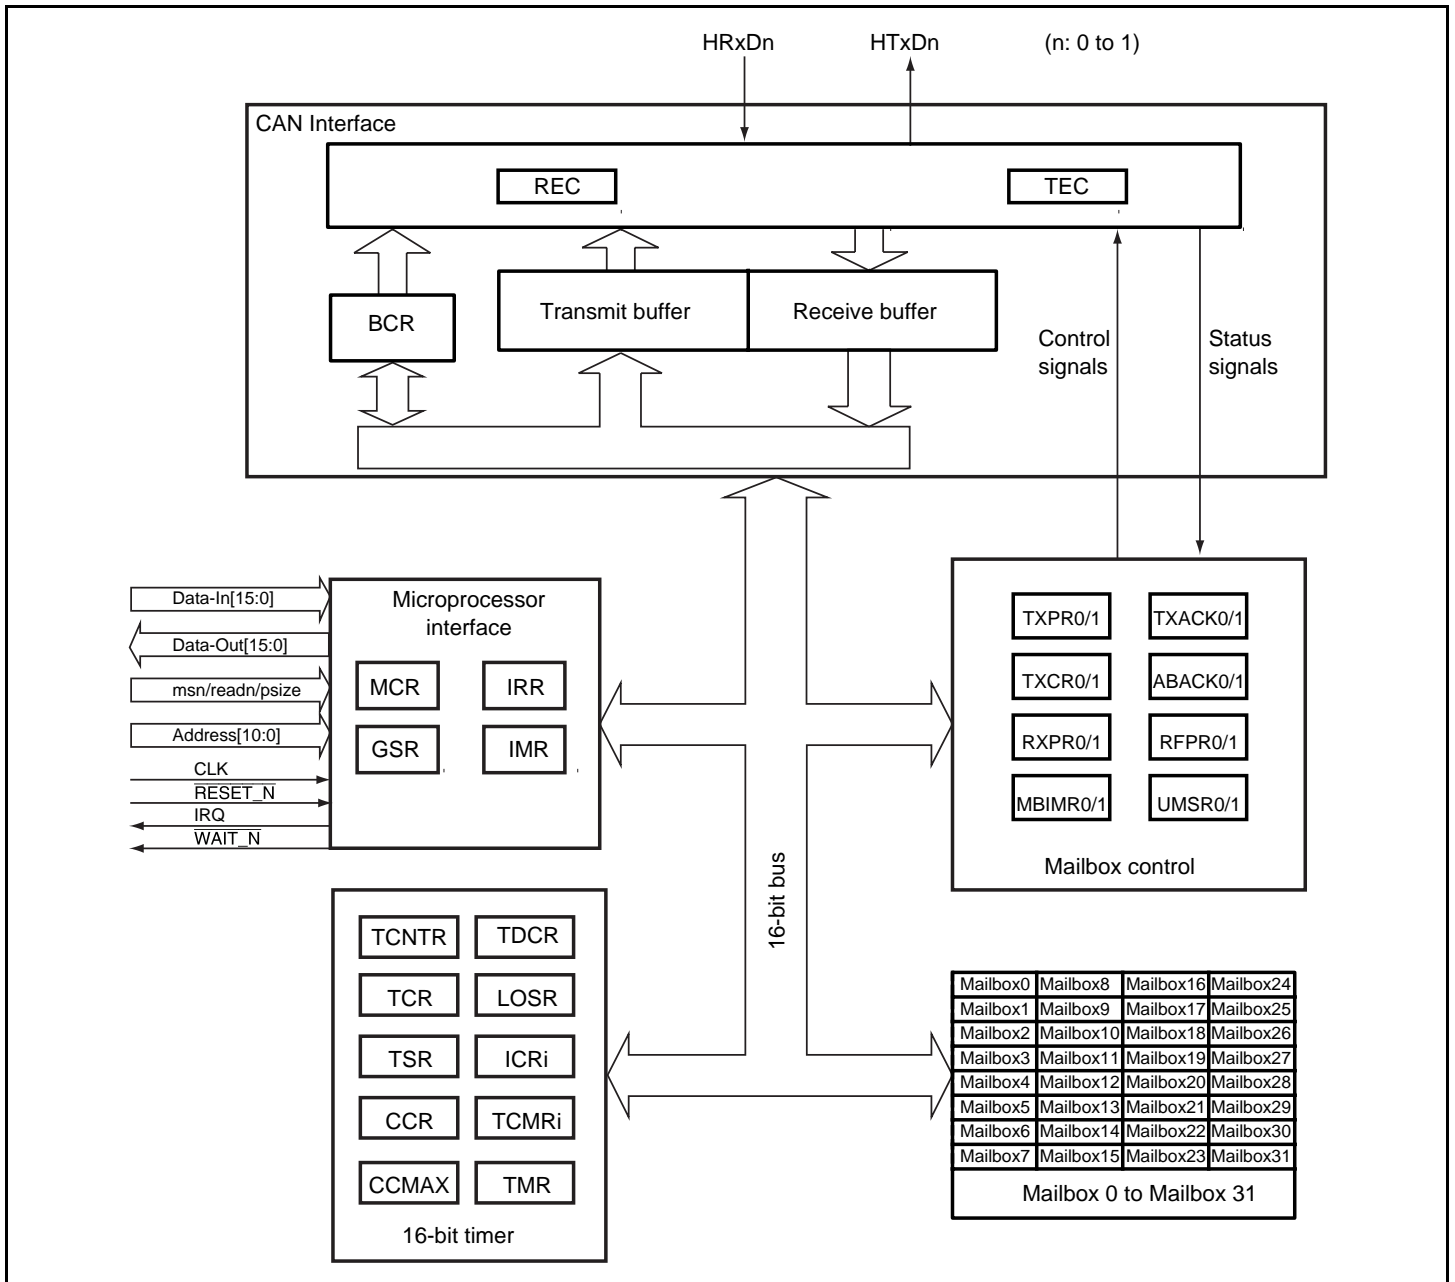 HRxDn HTxDn (n: 0 to 1)
CAN Interface
REC TEC
BCR
Transmit buffer
Receive buffer
Control
signals
Status
signals
Data-In[15:0]
Data-Out[15:0]
msn/readn/psize
Address[10:0]
CLK
RESET_N
IRQ
WAIT_N
Microprocessor
interface
MCR IRR
GSR IMR
TXPR0/1 TXACK0/1
TXCR0/1 ABACK0/1
RXPR0/1 RFPR0/1
MBIMR0/1 UMSR0/1
Mailbox control
16-bit bus
TCNTR TDCR
TCR LOSR
TSR ICRi
CCR TCMRi
CCMAX TMR
16-bit timer
Mailbox0 Mailbox8 Mailbox16 Mailbox24
Mailbox1 Mailbox9 Mailbox17 Mailbox25
Mailbox2 Mailbox10 Mailbox18 Mailbox26
Mailbox3 Mailbox11 Mailbox19 Mailbox27
Mailbox4 Mailbox12 Mailbox20 Mailbox28
Mailbox5 Mailbox13 Mailbox21 Mailbox29
Mailbox6 Mailbox14 Mailbox22 Mailbox30
Mailbox7 Mailbox15 Mailbox23 Mailbox31
Mailbox 0 to Mailbox 31